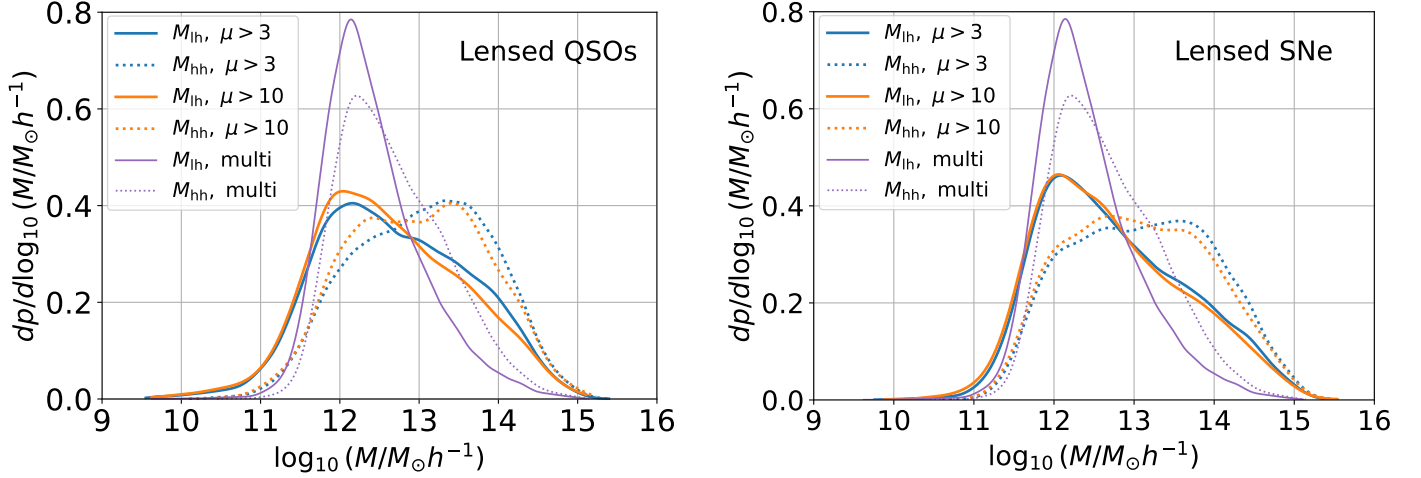 0.8
0.6
0.4
0.2
0.0
dp/dlog₁₀ (M/M⊙h⁻¹)
M_lh, μ > 3
M_hh, μ > 3
M_lh, μ > 10
M_hh, μ > 10
M_lh, multi
M_hh, multi
Lensed QSOs
9 10 11 12 13 14 15 16
log₁₀ (M/M⊙h⁻¹)
0.8
0.6
0.4
0.2
0.0
dp/dlog₁₀ (M/M⊙h⁻¹)
M_lh, μ > 3
M_hh, μ > 3
M_lh, μ > 10
M_hh, μ > 10
M_lh, multi
M_hh, multi
Lensed SNe
9 10 11 12 13 14 15 16
log₁₀ (M/M⊙h⁻¹)